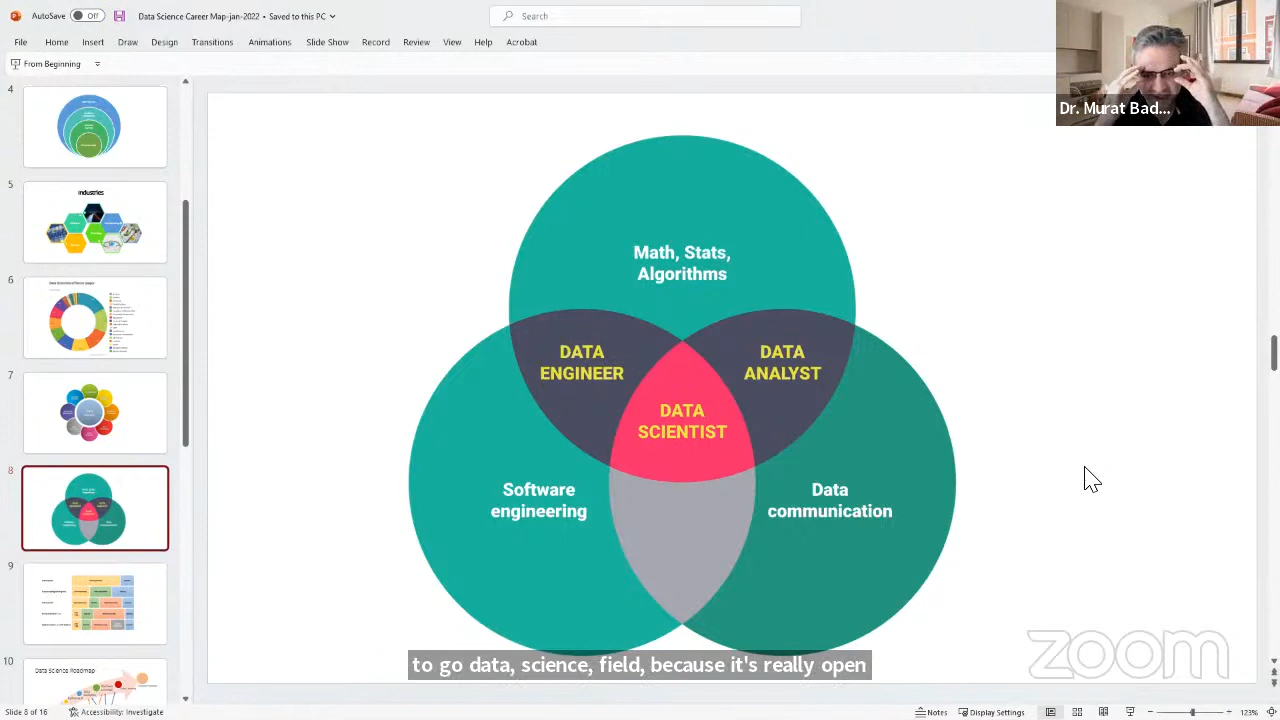 AutoSave Off Data Science Career Map-jan-2022 • Saved to this PC Search
File Home Insert Draw Design Transitions Animations Slide Show Record Review View Help Acrobat
From Beginning
Dr. Murat Bad...
4
5
Industries
7
8
9
10
Data Science Roadmap
Math, Stats,
Algorithms
DATA
ENGINEER
DATA
ANALYST
DATA
SCIENTIST
Software
engineering
Data
communication
to go data, science, field, because it's really open
zoom
Slide 8 of 16 Accessibility: Investigate Notes Display Settings 123%